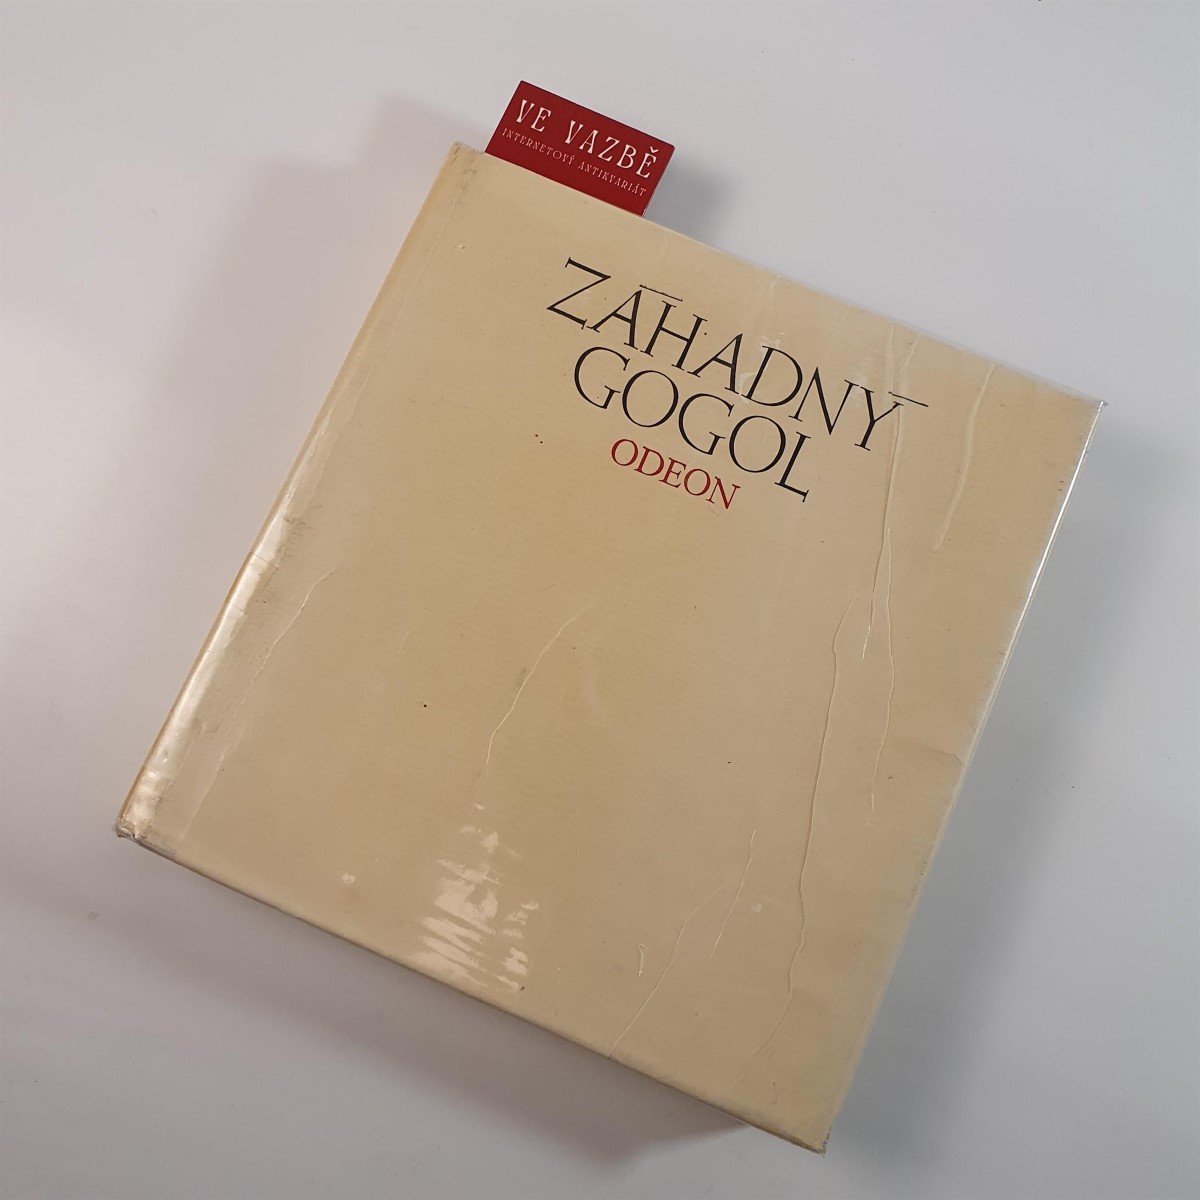 VE VAZBĚ
INTERNETOVÝ ANTIKVARIÁT
ZÁHADNÝ
GOGOL
ODEON